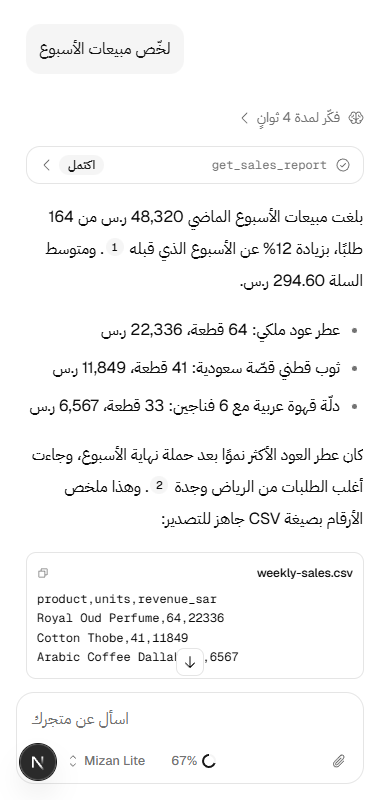 لخّص مبيعات الأسبوع
فكّر لمدة 4 ثوانٍ
get_sales_report اكتمل
بلغت مبيعات الأسبوع الماضي 48,320 ر.س من 164
طلبًا، بزيادة 12% عن الأسبوع الذي قبله 1 . ومتوسط
السلة 294.60 ر.س.
عطر عود ملكي: 64 قطعة، 22,336 ر.س
ثوب قطني قصّة سعودية: 41 قطعة، 11,849 ر.س
دلّة قهوة عربية مع 6 فناجين: 33 قطعة، 6,567 ر.س
كان عطر العود الأكثر نموًا بعد حملة نهاية الأسبوع، وجاءت
أغلب الطلبات من الرياض وجدة 2 . وهذا ملخص
الأرقام بصيغة CSV جاهز للتصدير:
weekly-sales.csv
product,units,revenue_sar
Royal Oud Perfume,64,22336
Cotton Thobe,41,11849
Arabic Coffee Dallah ,6567
اسأل عن متجرك
67% Mizan Lite
N